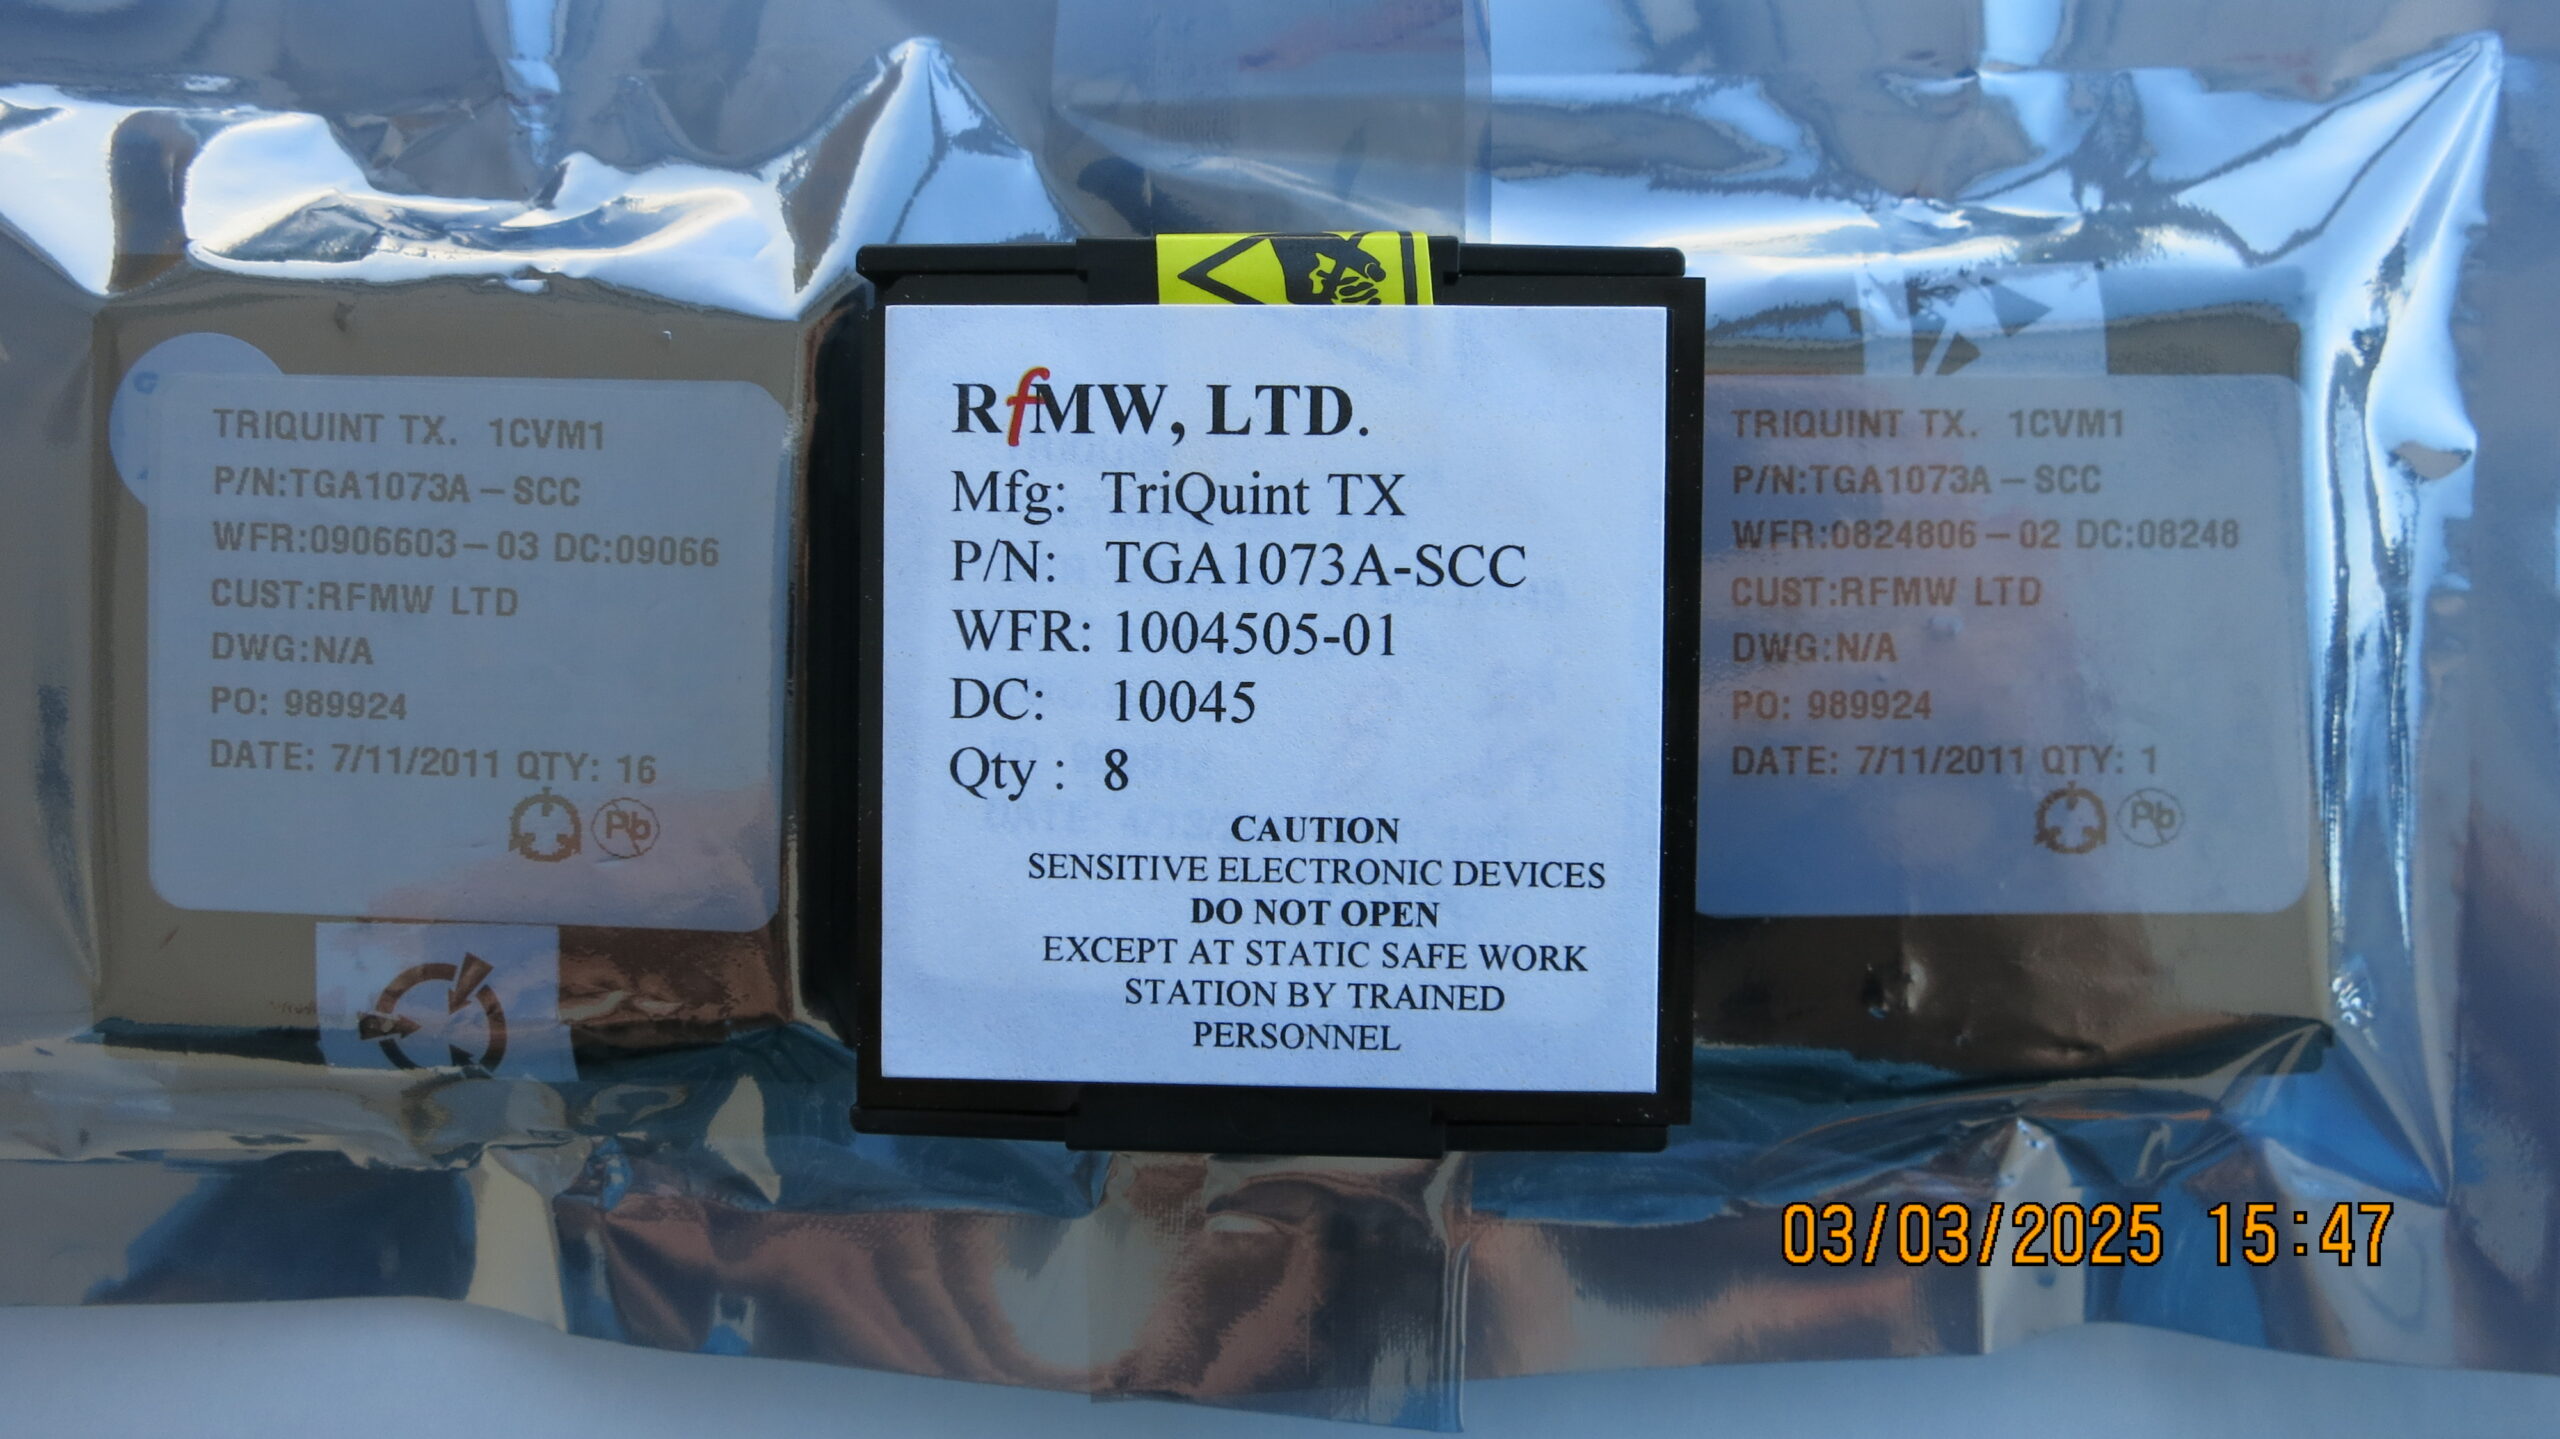 TRIQUINT TX. 1CVM1
P/N:TGA1073A-SCC
WFR:0906603-03 DC:09066
CUST:RFMW LTD
DWG:N/A
PO: 989924
DATE: 7/11/2011 QTY: 16
Pb
RfMW, LTD.
Mfg: TriQuint TX
P/N: TGA1073A-SCC
WFR: 1004505-01
DC: 10045
Qty : 8
CAUTION
SENSITIVE ELECTRONIC DEVICES
DO NOT OPEN
EXCEPT AT STATIC SAFE WORK
STATION BY TRAINED
PERSONNEL
TRIQUINT TX. 1CVM1
P/N:TGA1073A-SCC
WFR:0824806-02 DC:08248
CUST:RFMW LTD
DWG:N/A
PO: 989924
DATE: 7/11/2011 QTY: 1
Pb
03/03/2025 15:47